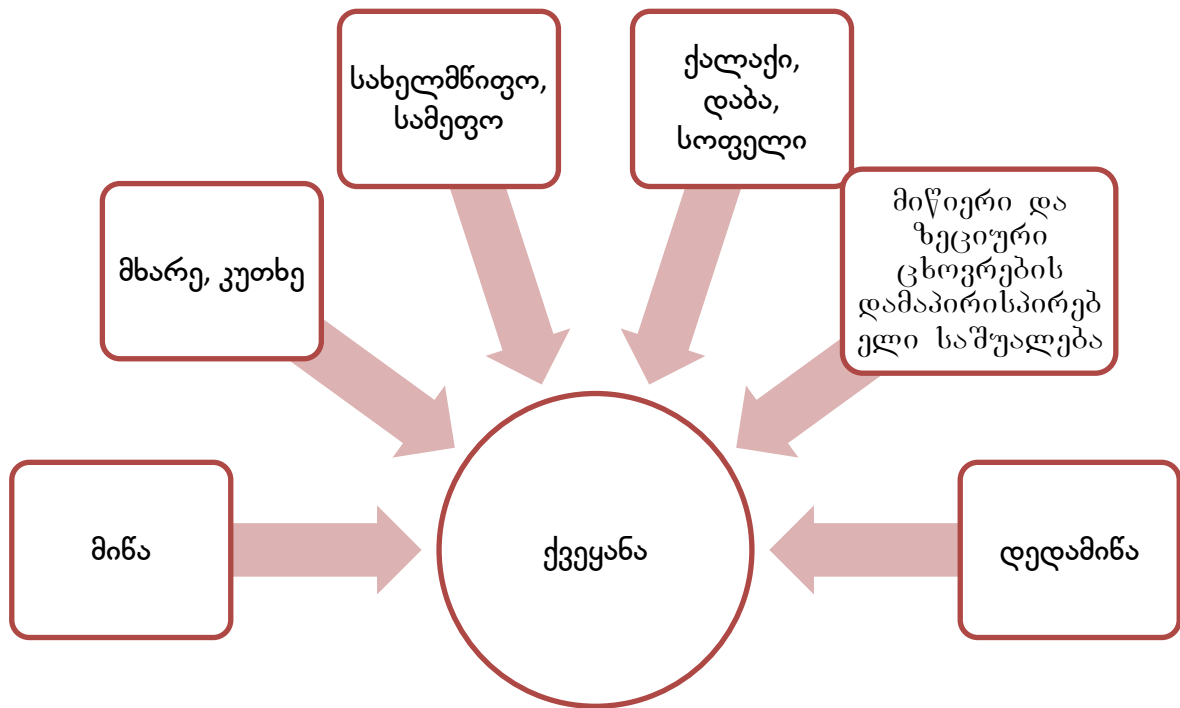 სახელმწიფო,
სამეფო
ქალაქი,
დაბა,
სოფელი
მხარე, კუთხე
მიწიერი და
ზეციური
ცხოვრების
დამაპირისპირებ
ელი საშუალება
მიწა
ქვეყანა
დედამიწა